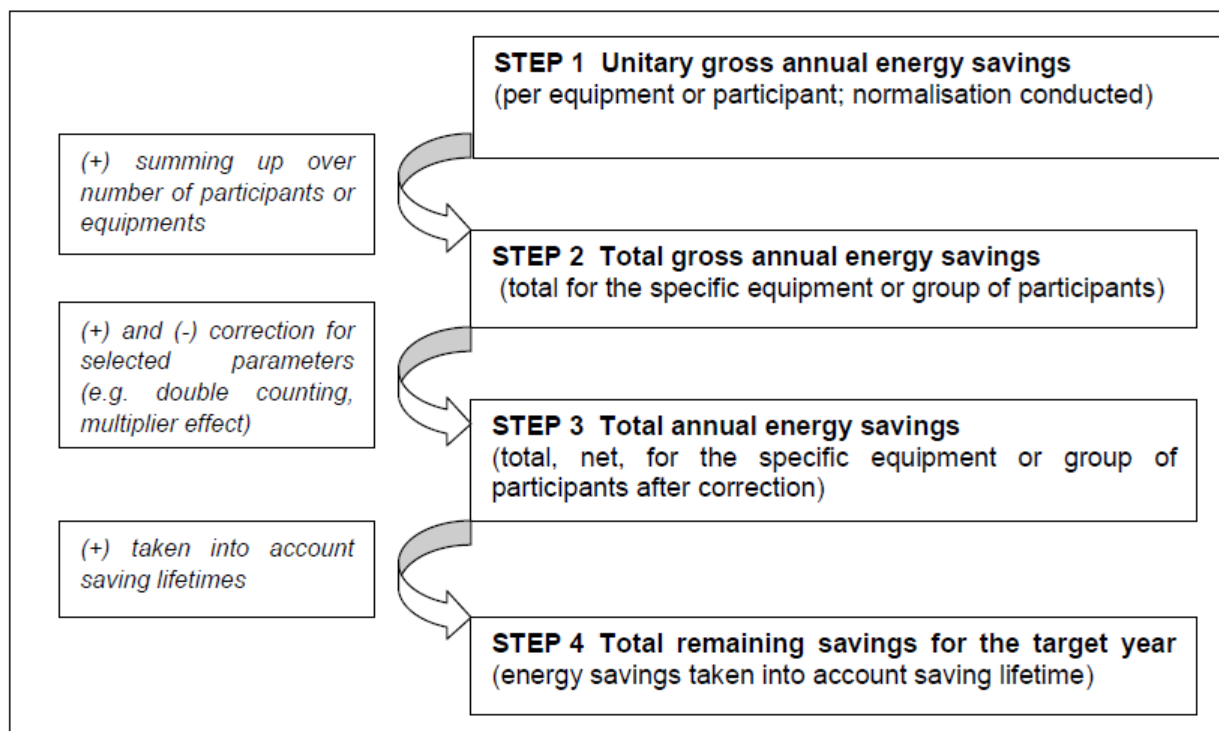 STEP 1  Unitary gross annual energy savings
(per equipment or participant; normalisation conducted)
(+) summing up over
number of participants or
equipments
STEP 2  Total gross annual energy savings
(total for the specific equipment or group of participants)
(+) and (-) correction for
selected parameters
(e.g. double counting,
multiplier effect)
STEP 3  Total annual energy savings
(total, net, for the specific equipment or group of
participants after correction)
(+) taken into account
saving lifetimes
STEP 4  Total remaining savings for the target year
(energy savings taken into account saving lifetime)